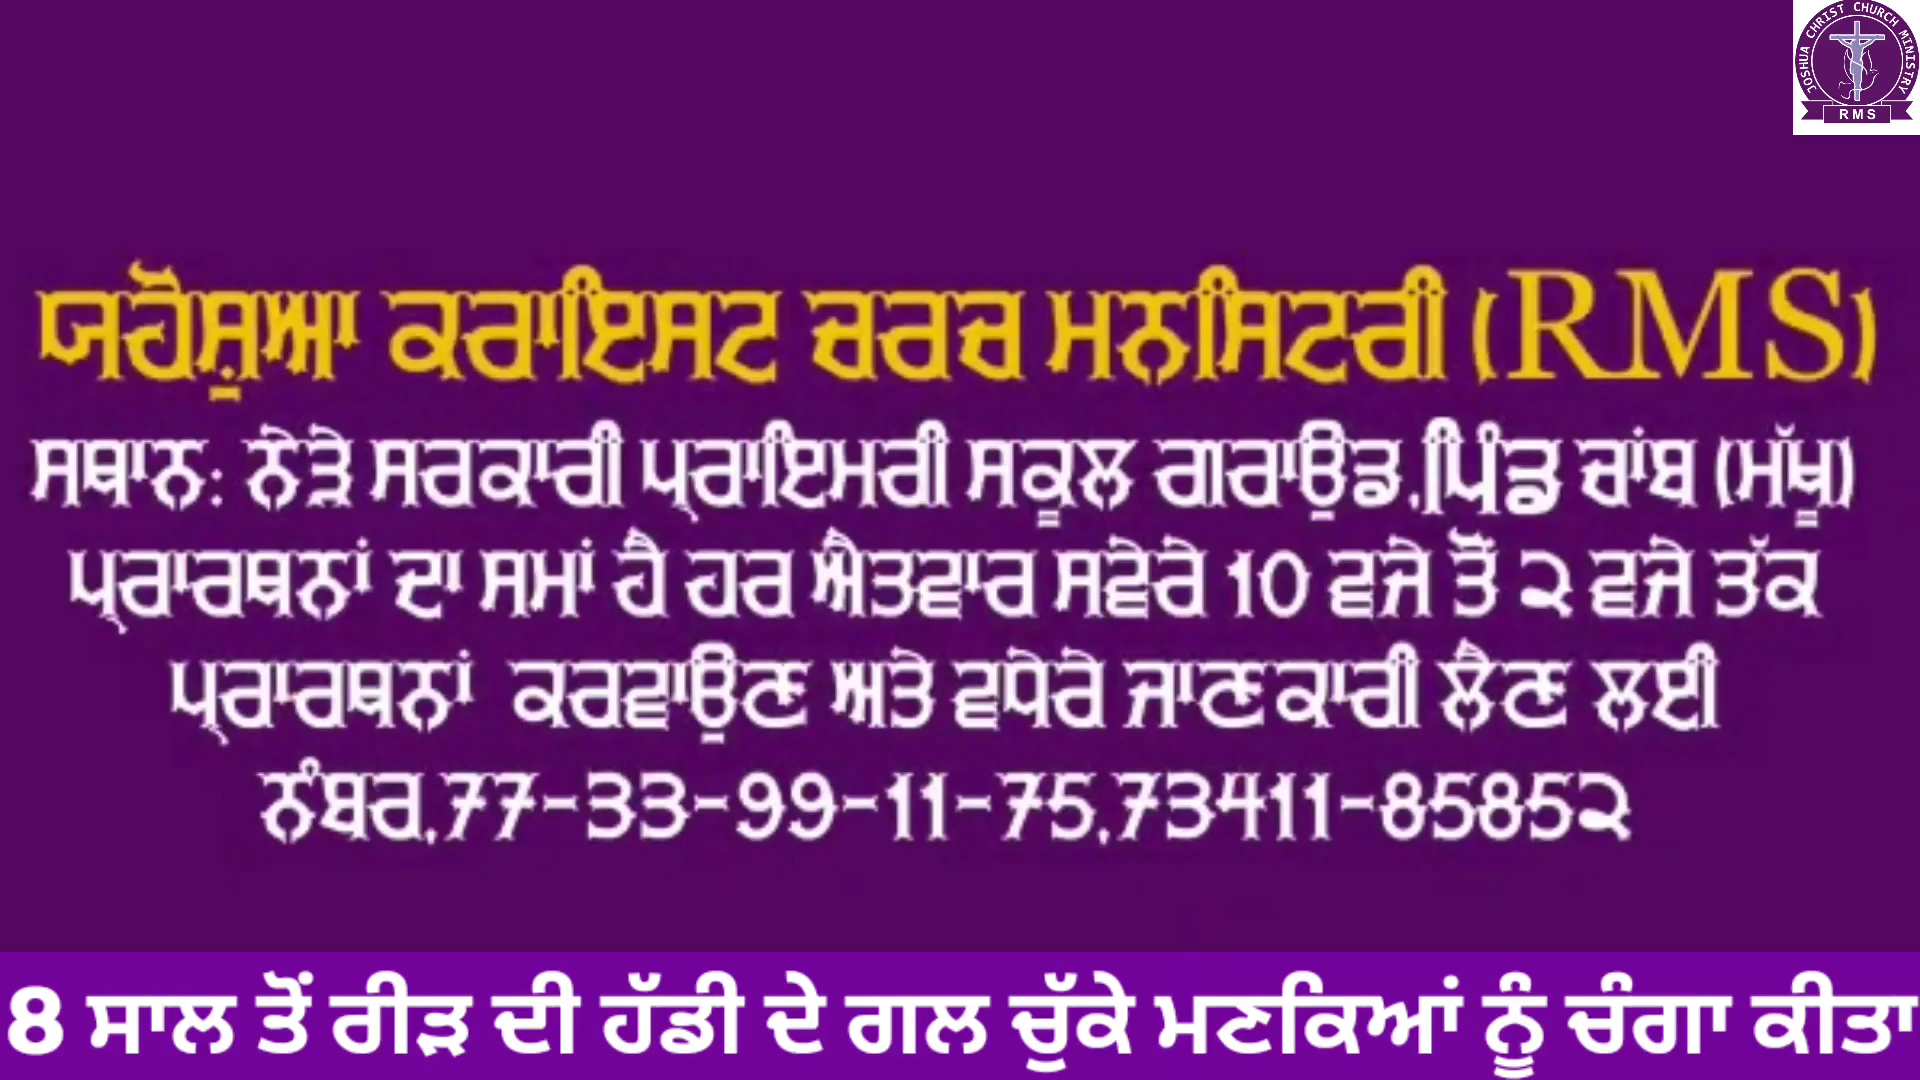 JOSHUA CHRIST CHURCH MINISTRY
RMS
ਯਹੋਸ਼ੁਆ ਕਰਾਇਸਟ ਚਰਚ ਮਨਿਸਟਰੀ (RMS)
ਸਥਾਨ: ਨੇੜੇ ਸਰਕਾਰੀ ਪ੍ਰਾਇਮਰੀ ਸਕੂਲ ਗਰਾਉਂਡ,ਪਿੰਡ ਚਾਂਬ (ਮੱਖੂ)
ਪ੍ਰਾਰਥਨਾਂ ਦਾ ਸਮਾਂ ਹੈ ਹਰ ਐਤਵਾਰ ਸਵੇਰੇ 10 ਵਜੇ ਤੋਂ ੨ ਵਜੇ ਤੱਕ
ਪ੍ਰਾਰਥਨਾਂ ਕਰਵਾਉਣ ਅਤੇ ਵਧੇਰੇ ਜਾਣਕਾਰੀ ਲੈਣ ਲਈ
ਨੰਬਰ,77-33-99-11-75,73411-8585੨
8 ਸਾਲ ਤੋਂ ਰੀੜ ਦੀ ਹੱਡੀ ਦੇ ਗਲ ਚੁੱਕੇ ਮਣਕਿਆਂ ਨੂੰ ਚੰਗਾ ਕੀਤਾ